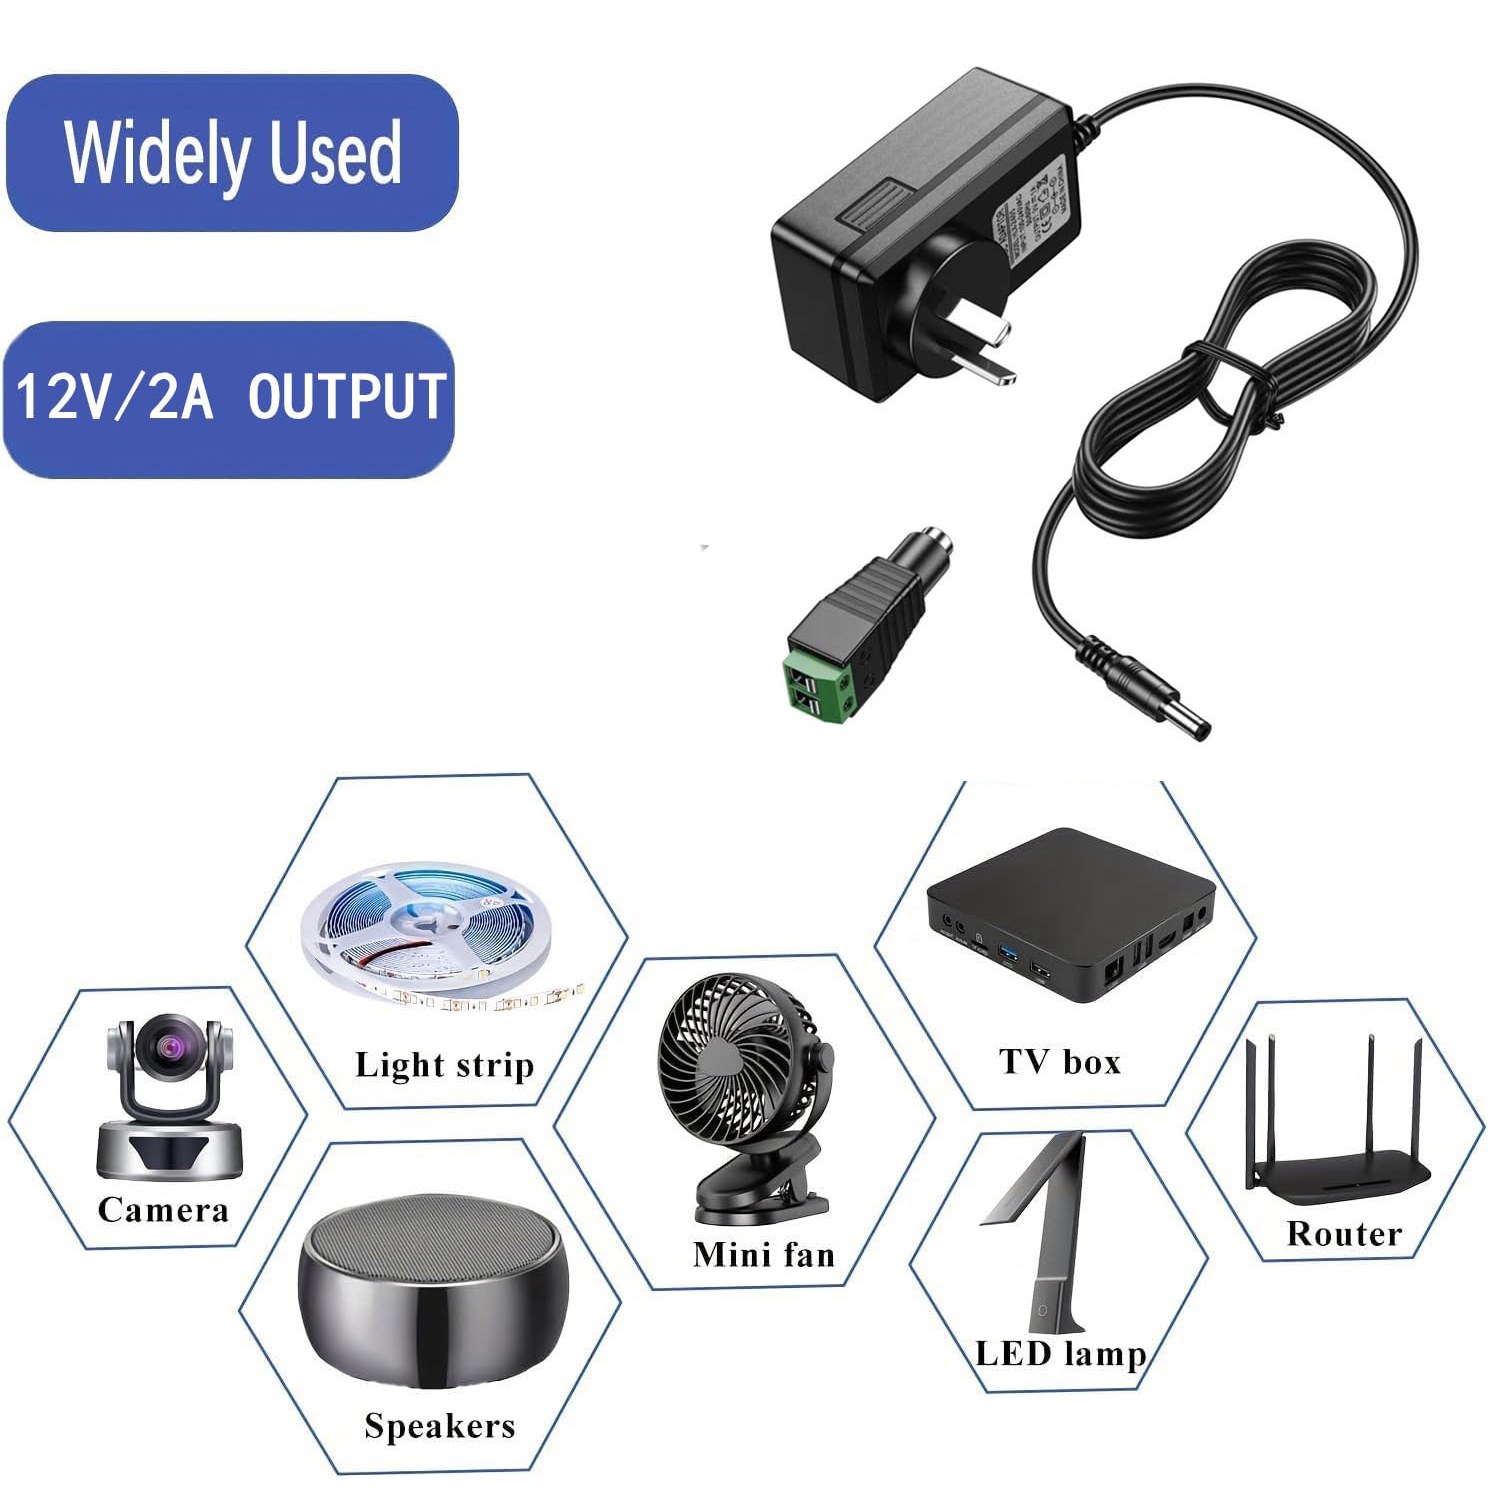 Widely Used
12V/2A OUTPUT
Light strip
TV box
Camera
Mini fan
Router
Speakers
LED lamp